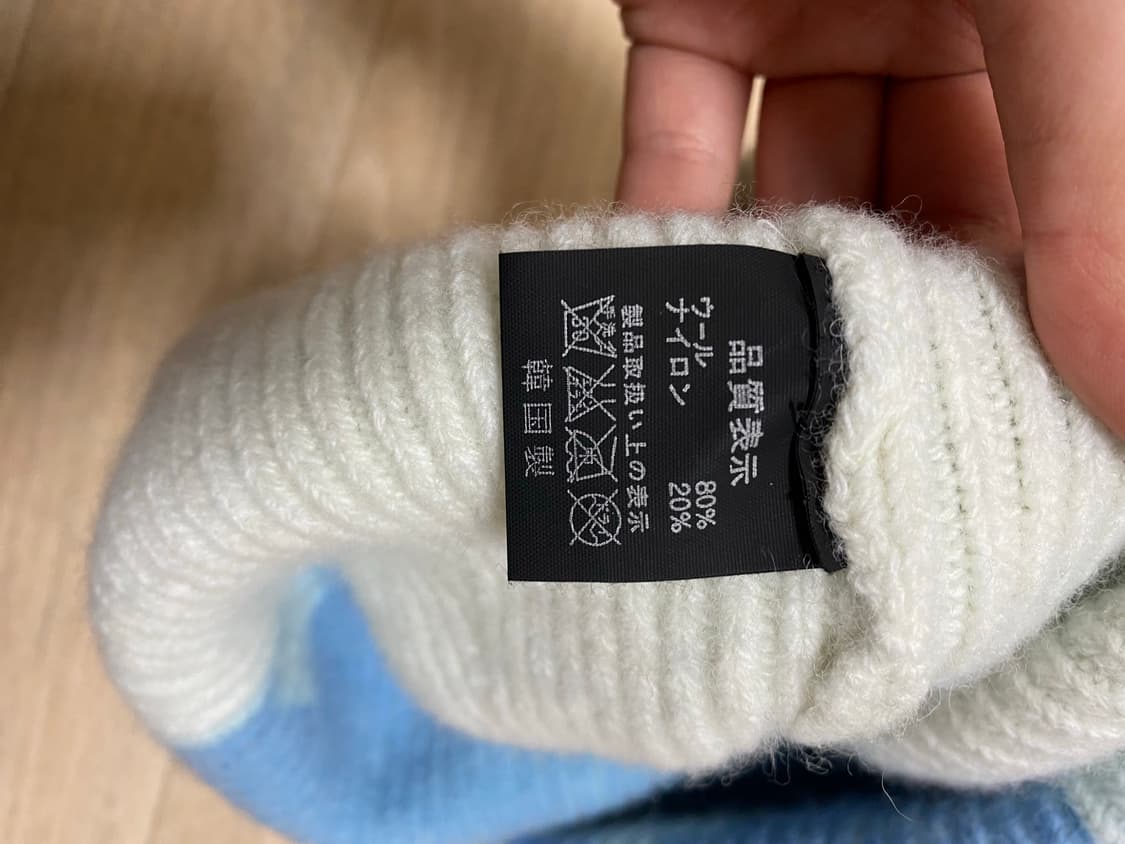 品質表示
ウール 80%
ナイロン 20%
製品取扱い上の表示
韓国製